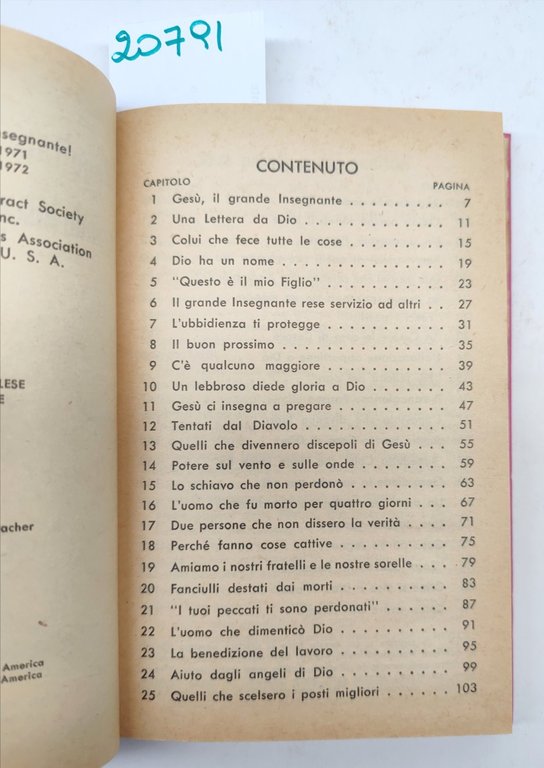 20791
segnante!
1971
1972
ract Society
nc.
s Association
U. S. A.
LESE
E
acher
America
America
CONTENUTO
CAPITOLO PAGINA
1 Gesù, il grande Insegnante . . . . . . . . . 7
2 Una Lettera da Dio . . . . . . . . . . . . 11
3 Colui che fece tutte le cose . . . . . . . . . 15
4 Dio ha un nome . . . . . . . . . . . . . 19
5 "Questo è il mio Figlio" . . . . . . . . . . 23
6 Il grande Insegnante rese servizio ad altri . . 27
7 L'ubbidienza ti protegge . . . . . . . . . . 31
8 Il buon prossimo . . . . . . . . . . . . . 35
9 C'è qualcuno maggiore . . . . . . . . . . 39
10 Un lebbroso diede gloria a Dio . . . . . . . 43
11 Gesù ci insegna a pregare . . . . . . . . . 47
12 Tentati dal Diavolo . . . . . . . . . . . . 51
13 Quelli che divennero discepoli di Gesù . . . 55
14 Potere sul vento e sulle onde . . . . . . . . 59
15 Lo schiavo che non perdonò . . . . . . . . 63
16 L'uomo che fu morto per quattro giorni . . . 67
17 Due persone che non dissero la verità . . . . 71
18 Perché fanno cose cattive . . . . . . . . . 75
19 Amiamo i nostri fratelli e le nostre sorelle . . . 79
20 Fanciulli destati dai morti . . . . . . . . . 83
21 "I tuoi peccati ti sono perdonati" . . . . . . 87
22 L'uomo che dimenticò Dio . . . . . . . . . 91
23 La benedizione del lavoro . . . . . . . . . 95
24 Aiuto dagli angeli di Dio . . . . . . . . . 99
25 Quelli che scelsero i posti migliori . . . . . . 103